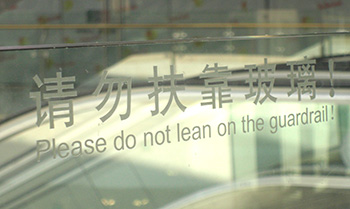 请勿扶靠玻璃!
Please do not lean on the guardrail!